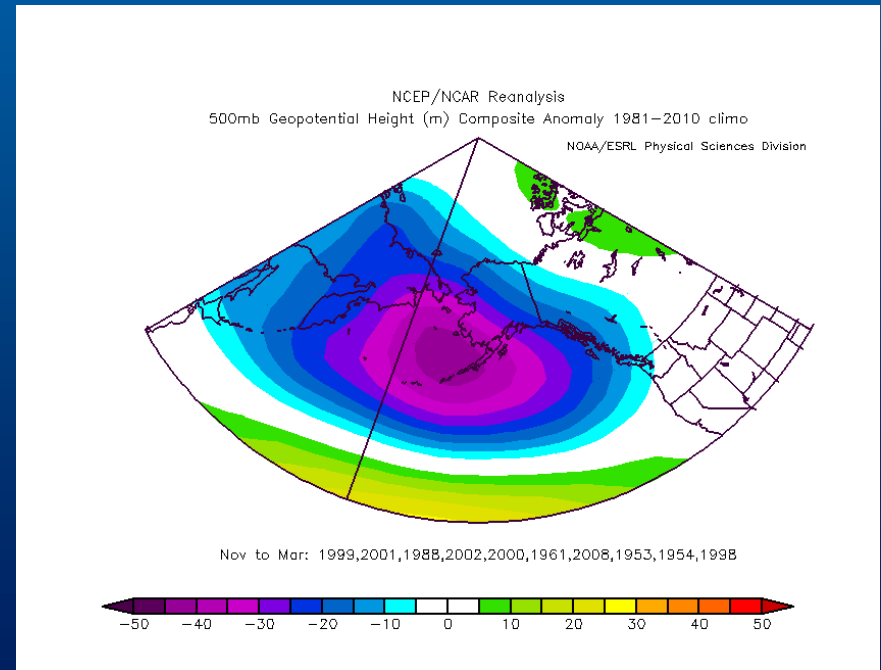 NCEP/NCAR Reanalysis
500mb Geopotential Height (m) Composite Anomaly 1981-2010 climo
NOAA/ESRL Physical Sciences Division
Nov to Mar: 1999,2001,1988,2002,2000,1961,2008,1953,1954,1998
-50 -40 -30 -20 -10 0 10 20 30 40 50